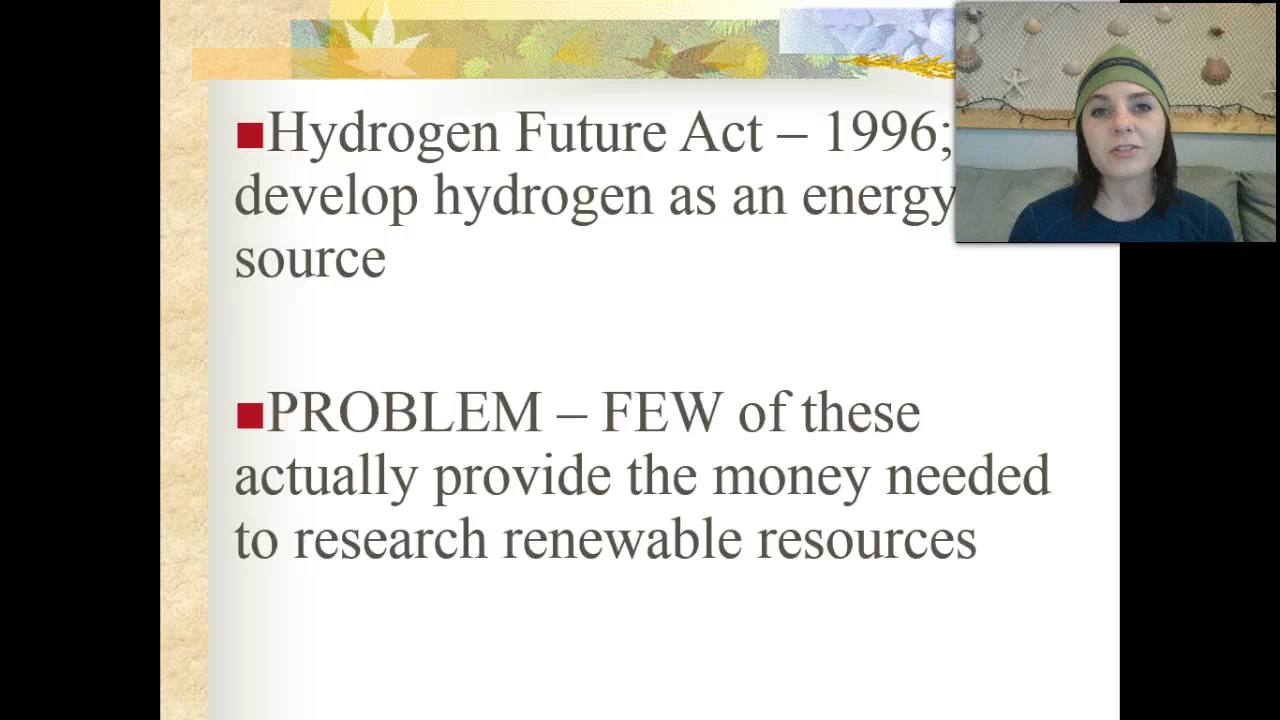 Hydrogen Future Act – 1996;
develop hydrogen as an energy
source
PROBLEM – FEW of these
actually provide the money needed
to research renewable resources